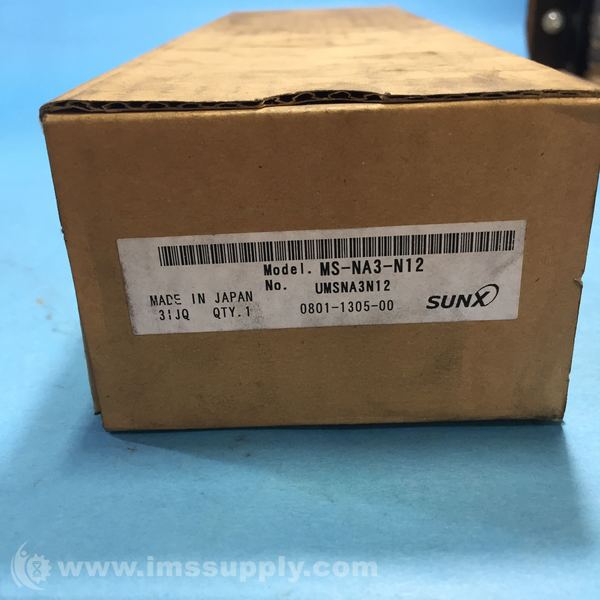 Model. MS-NA3-N12
No. UMSNA3N12
MADE IN JAPAN
31JQ QTY.1 0801-1305-00 SUNX
www.imssupply.com